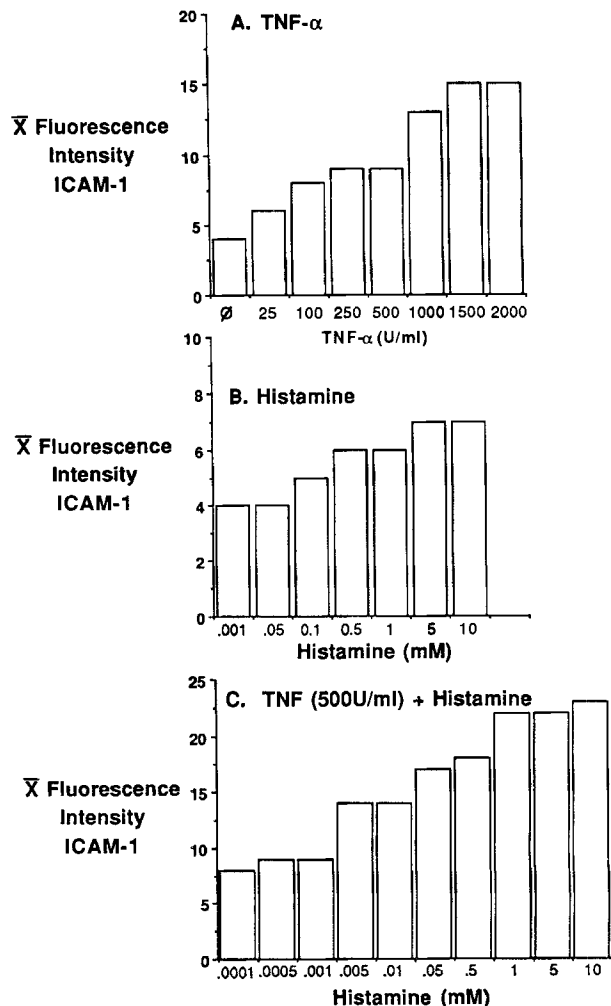 A. TNF-α
20
15
10
5
0
X̅ Fluorescence
Intensity
ICAM-1
Ø 25 100 250 500 1000 1500 2000
TNF-α (U/ml)
B. Histamine
10
8
6
4
2
0
X̅ Fluorescence
Intensity
ICAM-1
.001 .05 0.1 0.5 1 5 10
Histamine (mM)
C. TNF (500U/ml) + Histamine
25
20
15
10
5
0
X̅ Fluorescence
Intensity
ICAM-1
.0001 .0005 .001 .005 .01 .05 .5 1 5 10
Histamine (mM)